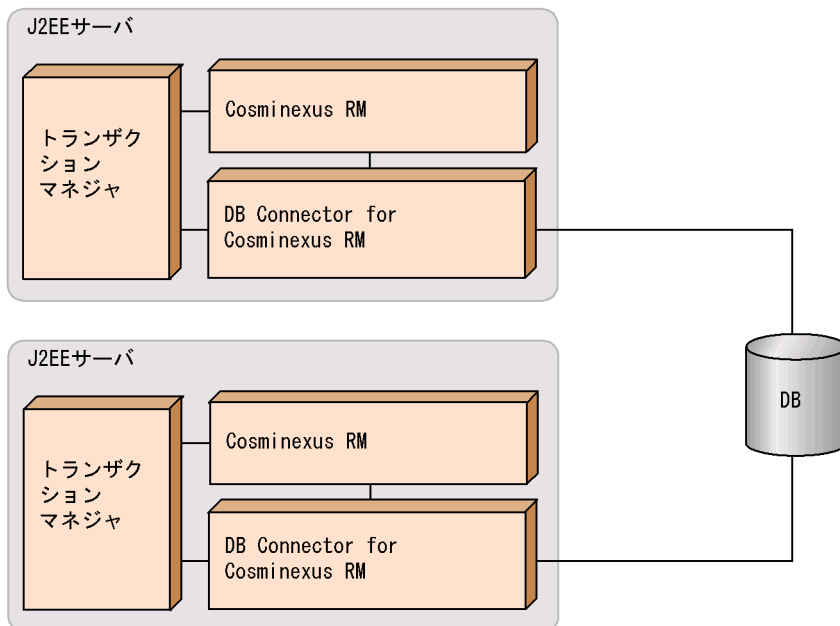 J2EEサーバ
トランザク
ション
マネジャ
Cosminexus RM
DB Connector for
Cosminexus RM
J2EEサーバ
トランザク
ション
マネジャ
Cosminexus RM
DB Connector for
Cosminexus RM
DB